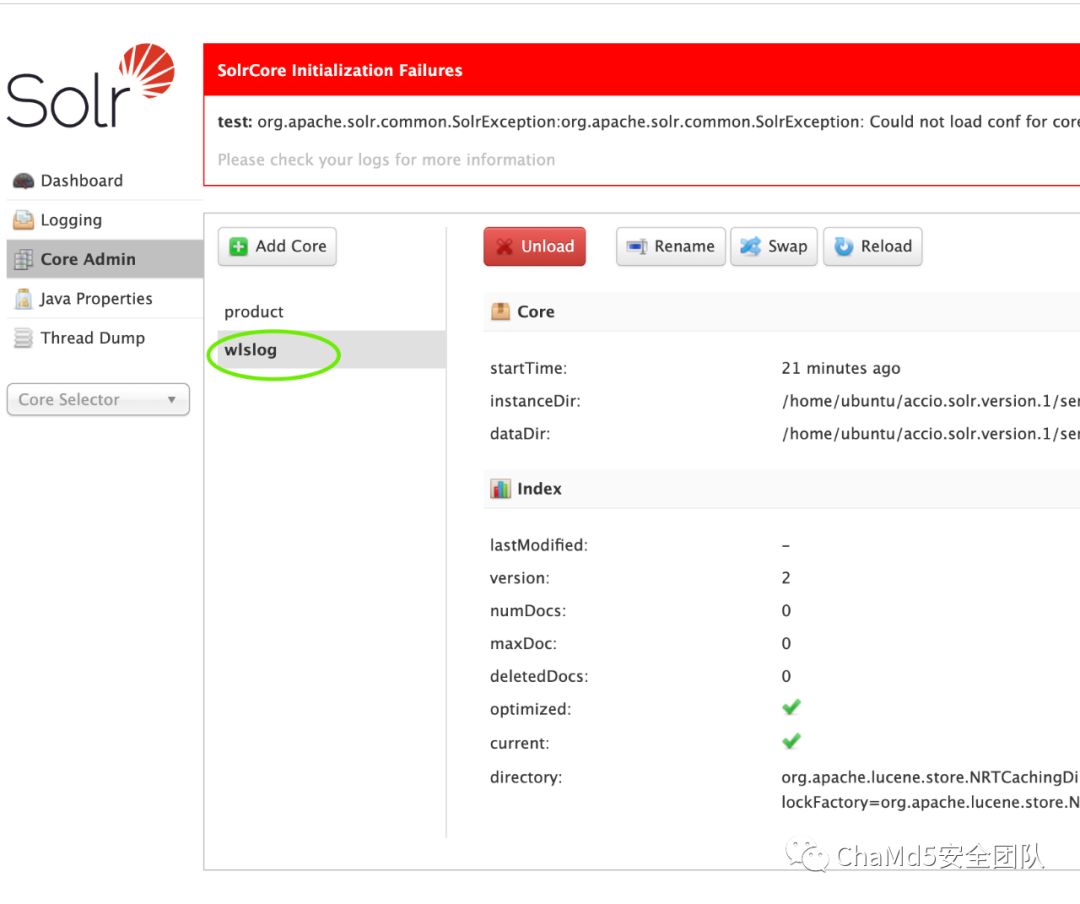 Solr
SolrCore Initialization Failures
test: org.apache.solr.common.SolrException:org.apache.solr.common.SolrException: Could not load conf for core
Please check your logs for more information
Dashboard
Logging
Core Admin
Java Properties
Thread Dump
Core Selector
Add Core
product
wlslog
Unload
Rename
Swap
Reload
Core
startTime: 21 minutes ago
instanceDir: /home/ubuntu/accio.solr.version.1/ser
dataDir: /home/ubuntu/accio.solr.version.1/ser
Index
lastModified: –
version: 2
numDocs: 0
maxDoc: 0
deletedDocs: 0
optimized:
current:
directory: org.apache.lucene.store.NRTCachingDi
lockFactory=org.apache.lucene.store.N
ChaMd5安全团队